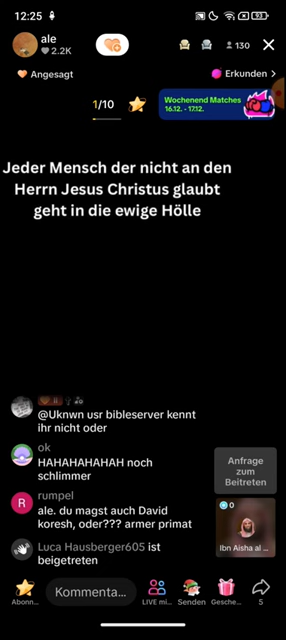 12:25
93
ale
2.2K
130
Angesagt
Erkunden
1/10
Wochenend Matches
16.12. - 17.12.
Jeder Mensch der nicht an den
Herrn Jesus Christus glaubt
geht in die ewige Hölle
@Uknwn usr bibleserver kennt
ihr nicht oder
ok
HAHAHAHAHAH noch
schlimmer
Anfrage
zum
Beitreten
rumpel
R
ale. du magst auch David
koresh, oder??? armer primat
0
Ibn Aisha al ...
Luca Hausberger605 ist
beigetreten
Kommenta...
Abonn...
LIVE mi...
Senden
Gesche...
5